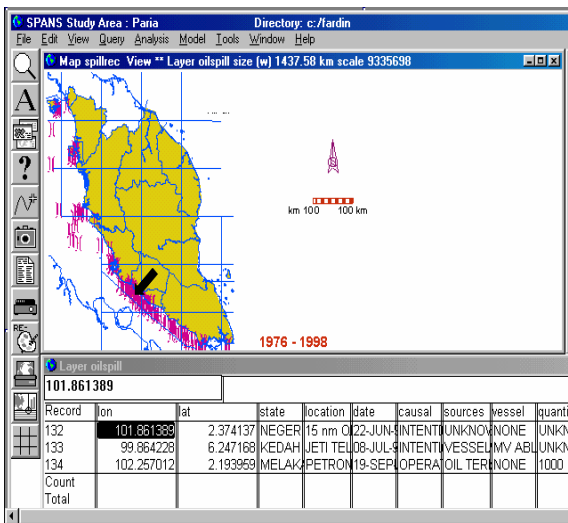 SPANS Study Area : Paria Directory: c:/fardin
File Edit View Query Analysis Model Tools Window Help
Map spillrec View ** Layer oilspill size (w) 1437.58 km scale 9335698
A
?
RE-
km 100 100 km
1976 - 1998
Layer oilspill
101.861389
Record lon lat state location date causal sources vessel quanti
132 101.861389 2.374137 NEGER 15 nm O 22-JUN- INTENTI UNKNOV NONE UNKN
133 99.864228 6.247168 KEDAH JETI TEL 08-JUL-9 INTENTI VESSEL MV ABL UNKN
134 102.257012 2.193959 MELAK PETRON 19-SEP OPERA OIL TER NONE 1000
Count
Total